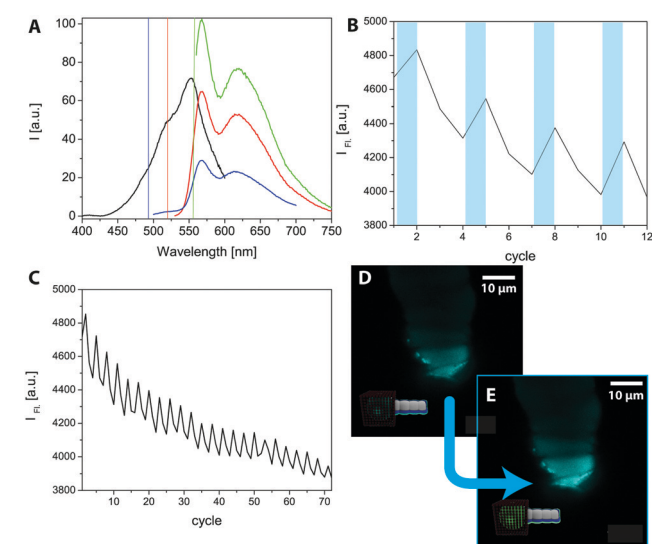 A
I [a.u.]
100
80
60
40
20
0
400 450 500 550 600 650 700 750
Wavelength [nm]
B
I Fl. [a.u.]
5000
4800
4600
4400
4200
4000
3800
2 4 6 8 10 12
cycle
C
I Fl. [a.u.]
5000
4800
4600
4400
4200
4000
3800
10 20 30 40 50 60 70
cycle
D
10 µm
E
10 µm